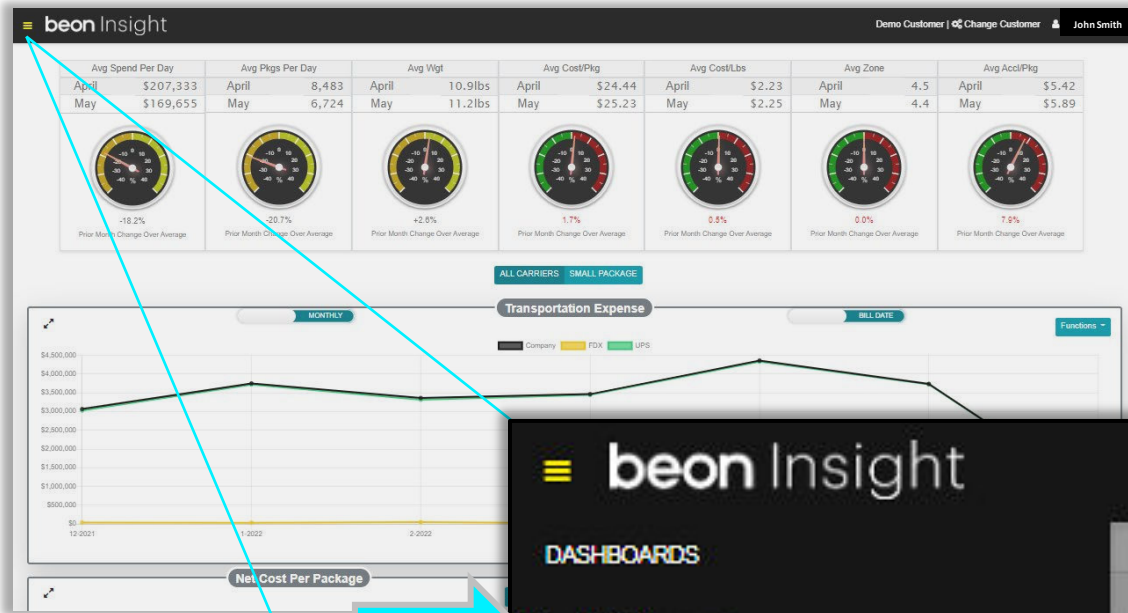 ≡ beon Insight
Demo Customer | Change Customer John Smith
Avg Spend Per Day Avg Pkgs Per Day Avg Wgt Avg Cost/Pkg Avg Cost/Lbs Avg Zone Avg Accl/Pkg
April $207,333 April 8,483 April 10.9lbs April $24.44 April $2.23 April 4.5 April $5.42
May $169,655 May 6,724 May 11.2lbs May $25.23 May $2.25 May 4.4 May $5.89
-18.2% -20.7% +2.6% 1.7% 0.5% 0.0% 7.9%
Prior Month Change Over Average Prior Month Change Over Average Prior Month Change Over Average Prior Month Change Over Average Prior Month Change Over Average Prior Month Change Over Average Prior Month Change Over Average
ALL CARRIERS SMALL PACKAGE
Transportation Expense
MONTHLY BILL DATE
Functions
Company FDX UPS
$4,500,000
$4,000,000
$3,500,000
$3,000,000
$2,500,000
$2,000,000
$1,500,000
$1,000,000
$500,000
$0
12-2021 1-2022 2-2022
Net Cost Per Package
≡ beon Insight
DASHBOARDS